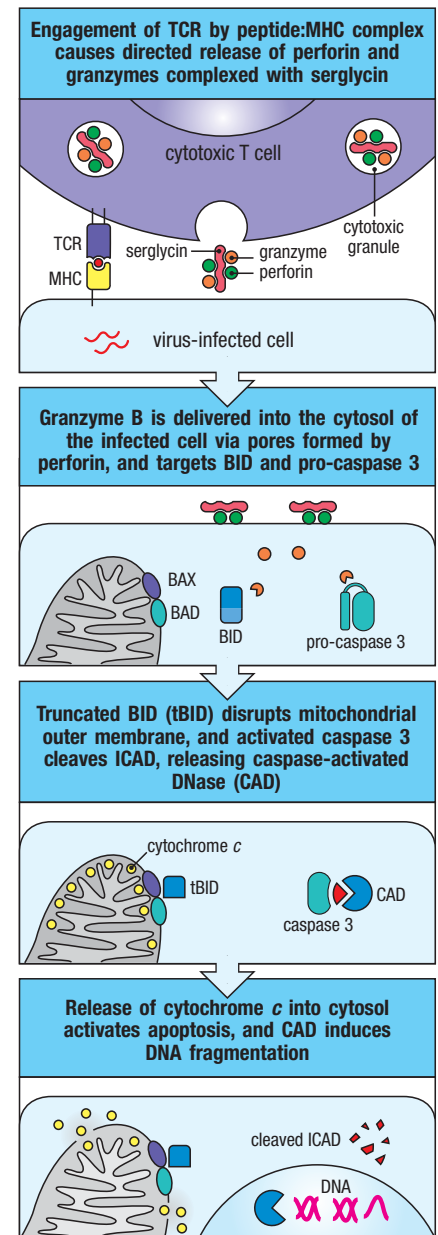 Engagement of TCR by peptide:MHC complex
causes directed release of perforin and
granzymes complexed with serglycin
cytotoxic T cell
cytotoxic
granule
TCR
MHC
serglycin
granzyme
perforin
virus-infected cell
Granzyme B is delivered into the cytosol of
the infected cell via pores formed by
perforin, and targets BID and pro-caspase 3
BAX
BAD
BID
pro-caspase 3
Truncated BID (tBID) disrupts mitochondrial
outer membrane, and activated caspase 3
cleaves ICAD, releasing caspase-activated
DNase (CAD)
cytochrome c
tBID
CAD
caspase 3
Release of cytochrome c into cytosol
activates apoptosis, and CAD induces
DNA fragmentation
cleaved ICAD
DNA